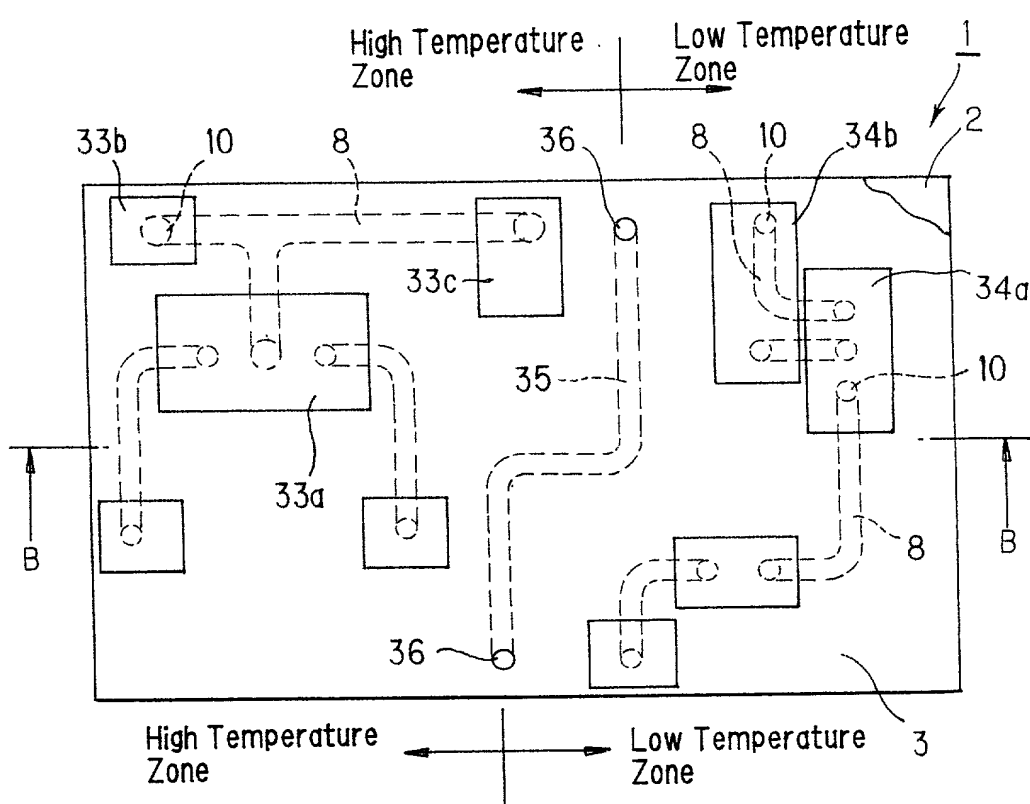 High Temperature
Zone
Low Temperature
Zone
1
33b
10
8
36
8
10
34b
2
33c
34a
35
10
33a
B
B
8
36
3
High Temperature
Zone
Low Temperature
Zone